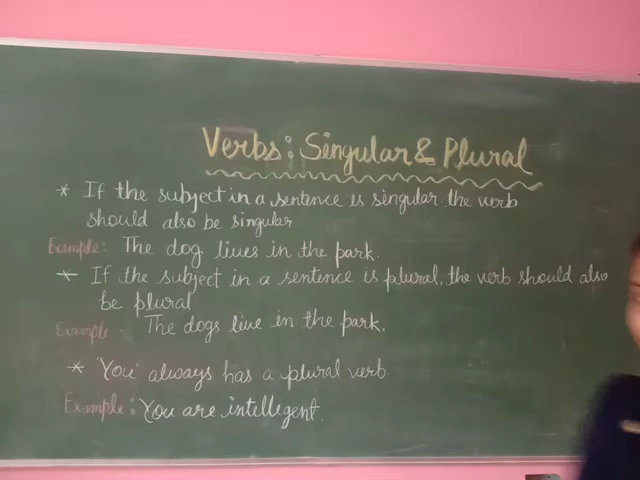 Verbs: Singular & Plural
* If the subject in a sentence is singular the verb
should also be singular
Example: The dog lives in the park.
* If the subject in a sentence is plural, the verb should also
be plural
Example. The dogs live in the park.
* 'You' always has a plural verb.
Example: You are intellegent.